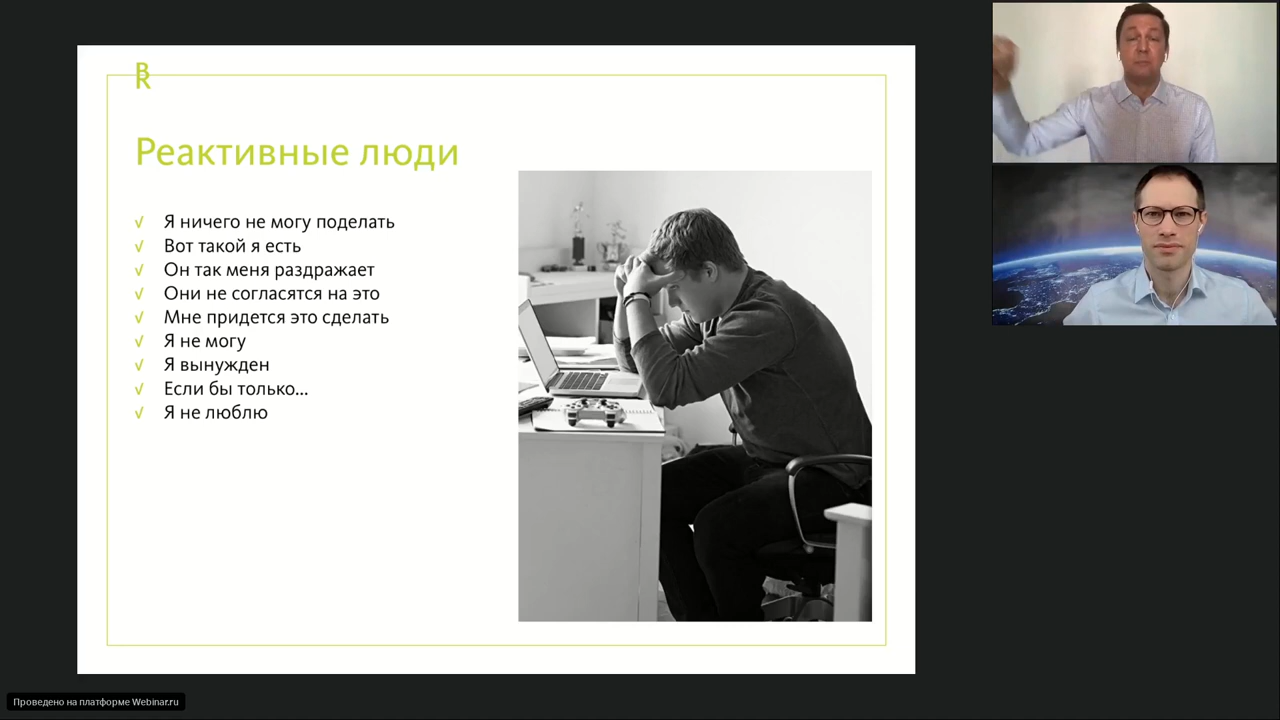 BR
Реактивные люди
√ Я ничего не могу поделать
√ Вот такой я есть
√ Он так меня раздражает
√ Они не согласятся на это
√ Мне придется это сделать
√ Я не могу
√ Я вынужден
√ Если бы только...
√ Я не люблю
Проведено на платформе Webinar.ru